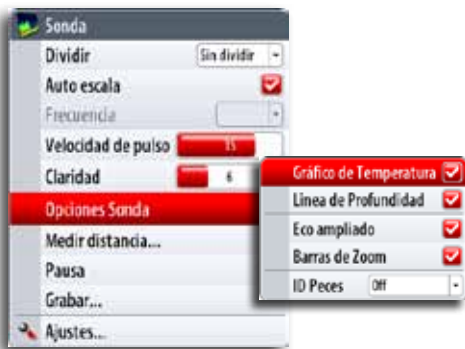 Sonda
Dividir Sin dividir
Auto escala
Frecuencia
Velocidad de pulso 15
Claridad 6
Opciones Sonda
Medir distancia...
Pausa
Grabar...
Ajustes...
Gráfico de Temperatura
Linea de Profundidad
Eco ampliado
Barras de Zoom
ID Peces Off